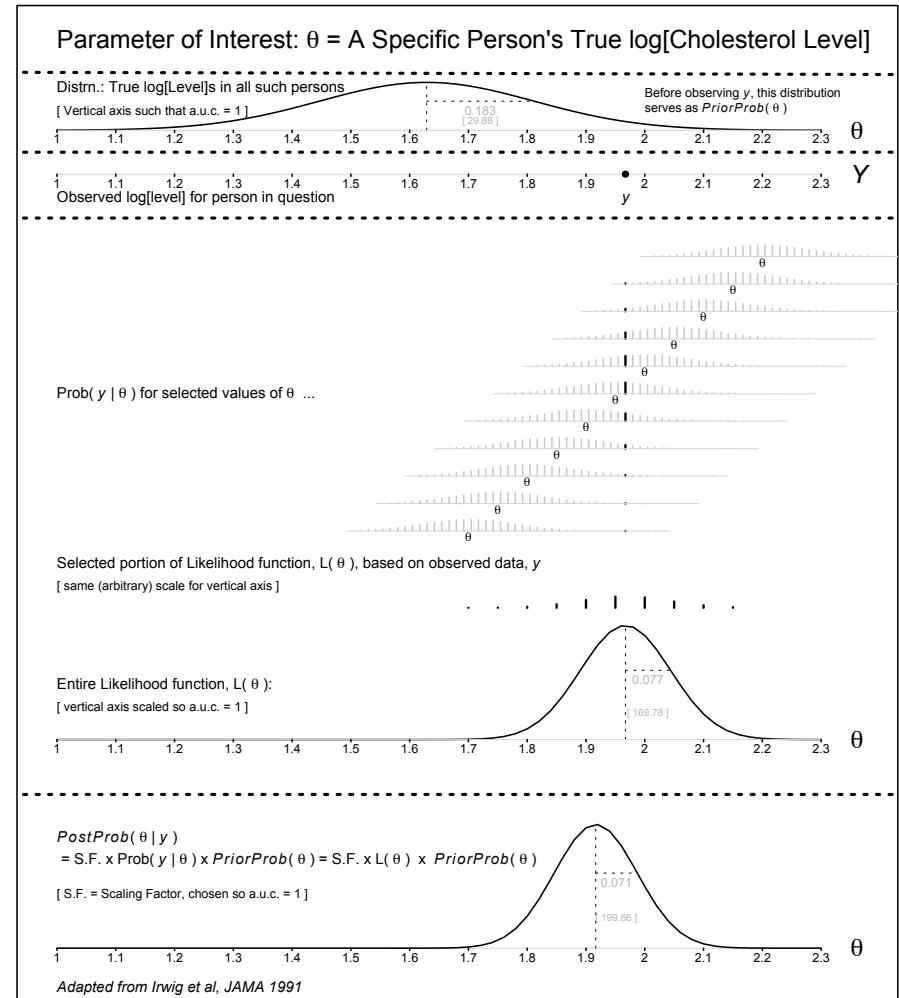 Parameter of Interest: θ = A Specific Person's True log[Cholesterol Level]
Distrn.: True log[Level]s in all such persons
[ Vertical axis such that a.u.c. = 1 ]
Before observing y, this distribution
serves as PriorProb( θ )
0.183
[ 29.88 ]
1 1.1 1.2 1.3 1.4 1.5 1.6 1.7 1.8 1.9 2 2.1 2.2 2.3 θ
1 1.1 1.2 1.3 1.4 1.5 1.6 1.7 1.8 1.9 2 2.1 2.2 2.3 Y
Observed log[level] for person in question y
θ
θ
θ
θ
θ
Prob( y | θ ) for selected values of θ ...
θ
θ
θ
θ
θ
θ
Selected portion of Likelihood function, L( θ ), based on observed data, y
[ same (arbitrary) scale for vertical axis ]
Entire Likelihood function, L( θ ):
0.077
[ vertical axis scaled so a.u.c. = 1 ]
[ 169.78 ]
1 1.1 1.2 1.3 1.4 1.5 1.6 1.7 1.8 1.9 2 2.1 2.2 2.3 θ
PostProb( θ | y )
= S.F. x Prob( y | θ ) x PriorProb( θ ) = S.F. x L( θ ) x PriorProb( θ )
0.071
[ S.F. = Scaling Factor, chosen so a.u.c. = 1 ]
[ 199.66 ]
1 1.1 1.2 1.3 1.4 1.5 1.6 1.7 1.8 1.9 2 2.1 2.2 2.3 θ
Adapted from Irwig et al, JAMA 1991